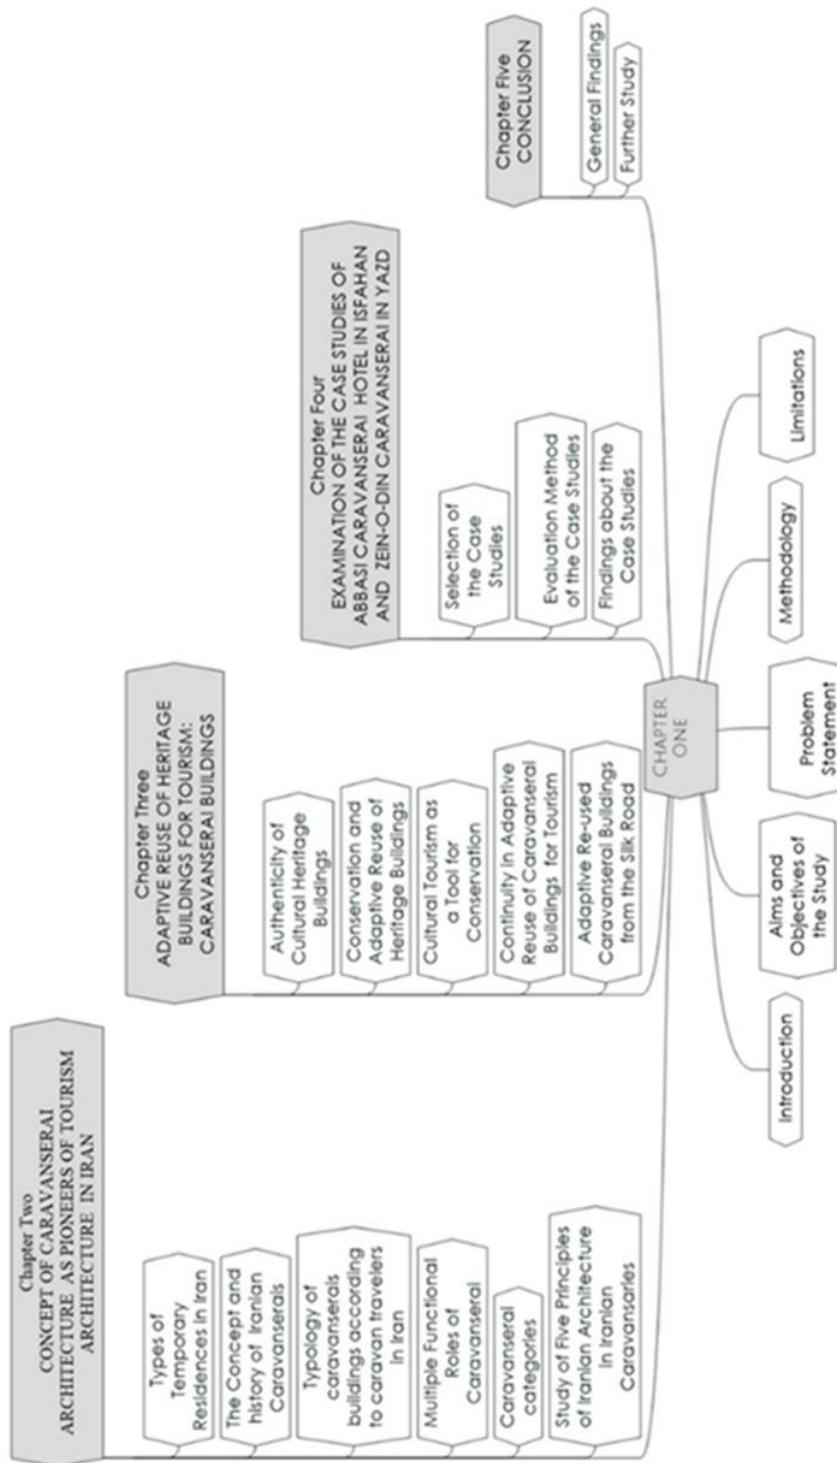 Chapter Two
CONCEPT OF CARAVANSERAI
ARCHITECTURE AS PIONEERS OF TOURISM
ARCHITECTURE IN IRAN
Types of
Temporary
Residences in Iran
The Concept and
history of Iranian
Caravanserais
Typology of
caravanserais
buildings according
to caravan travelers
in Iran
Multiple Functional
Roles of
Caravanserai
Caravanserai
categories
Study of Five Principles
of Iranian Architecture
in Iranian
Caravansaries
Chapter Three
ADAPTIVE REUSE OF HERITAGE
BUILDINGS FOR TOURISM:
CARAVANSERAI BUILDINGS
Authenticity of
Cultural Heritage
Buildings
Conservation and
Adaptive Reuse of
Heritage Buildings
Cultural Tourism as
a Tool for
Conservation
Continuity in Adaptive
Reuse of Caravanserai
Buildings for Tourism
Adaptive Re-used
Caravanserai Buildings
from the Silk Road
Chapter Four
EXAMINATION OF THE CASE STUDIES OF
ABBASI CARAVANSERAI HOTEL IN ISFAHAN
AND ZEIN-O-DIN CARAVANSERAI IN YAZD
Selection of
the Case
Studies
Evaluation Method
of the Case Studies
Findings about the
Case Studies
Chapter Five
CONCLUSION
General Findings
Further Study
CHAPTER
ONE
Introduction
Aims and
Objectives of
the Study
Problem
Statement
Methodology
Limitations